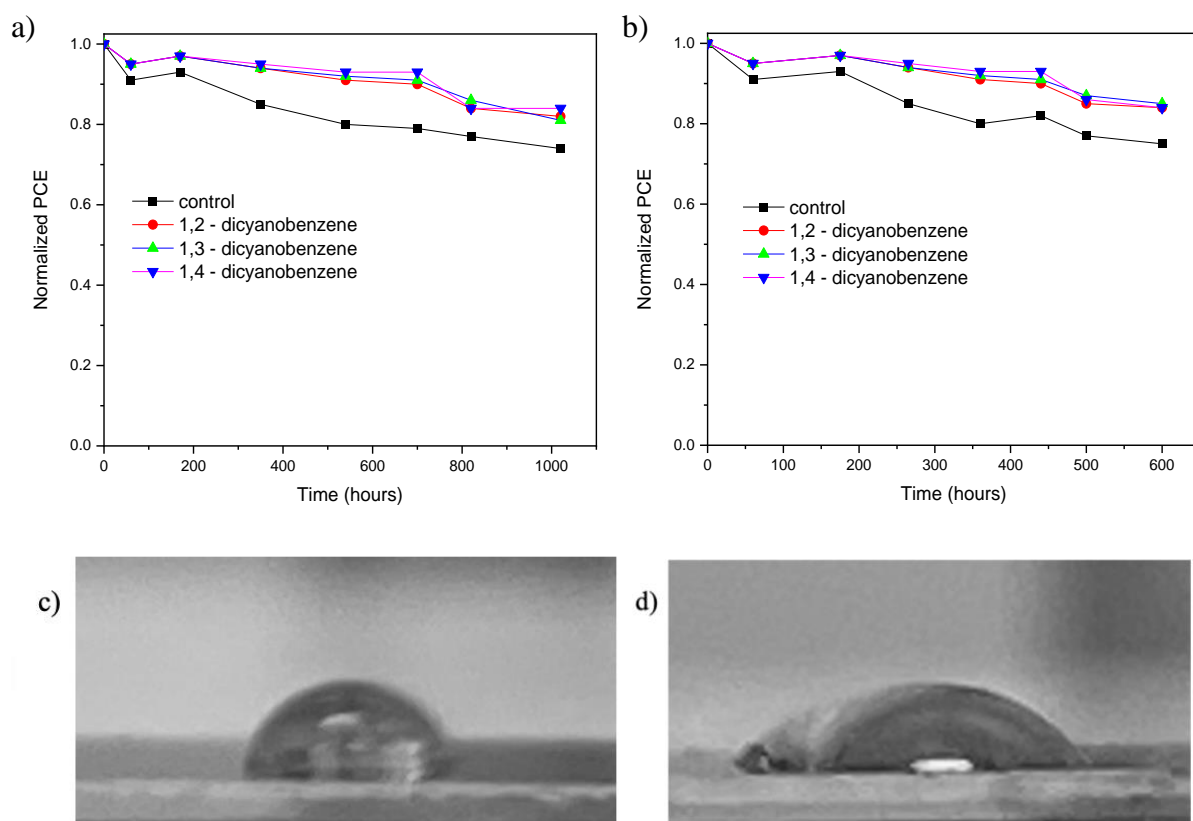 a)
1.0
0.8
0.6
0.4
0.2
0.0
Normalized PCE
control
1,2 - dicyanobenzene
1,3 - dicyanobenzene
1,4 - dicyanobenzene
0 200 400 600 800 1000
Time (hours)
b)
1.0
0.8
0.6
0.4
0.2
0.0
Normalized PCE
control
1,2 - dicyanobenzene
1,3 - dicyanobenzene
1,4 - dicyanobenzene
0 100 200 300 400 500 600
Time (hours)
c)
d)